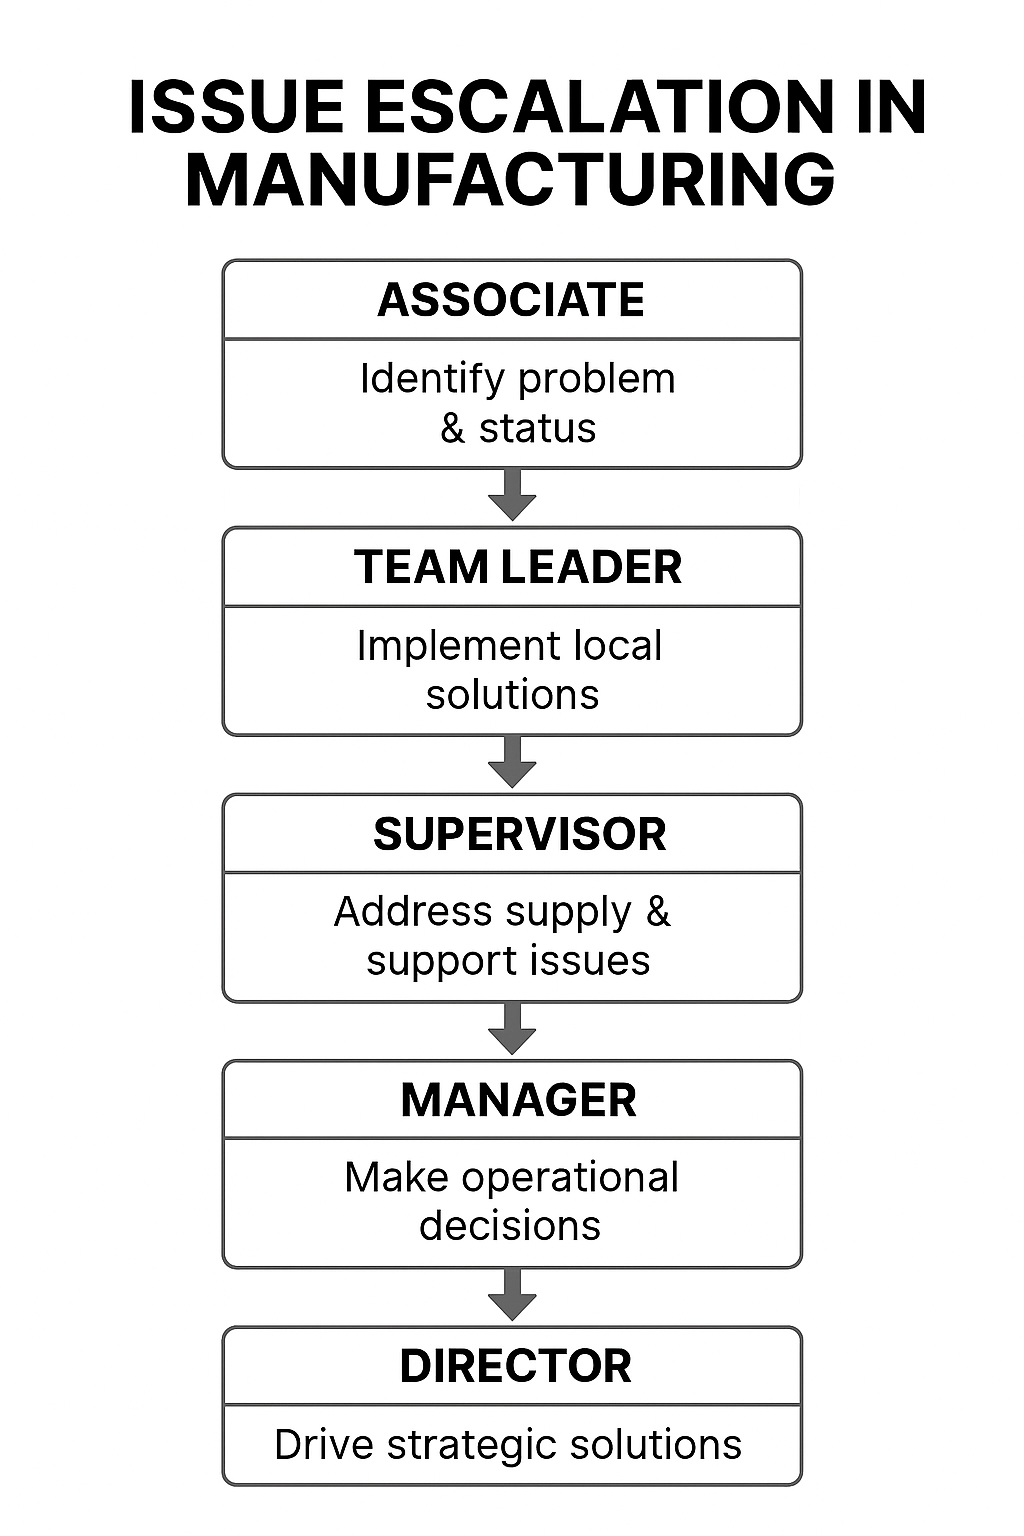 ISSUE ESCALATION IN
MANUFACTURING
ASSOCIATE
Identify problem
& status
TEAM LEADER
Implement local
solutions
SUPERVISOR
Address supply &
support issues
MANAGER
Make operational
decisions
DIRECTOR
Drive strategic solutions